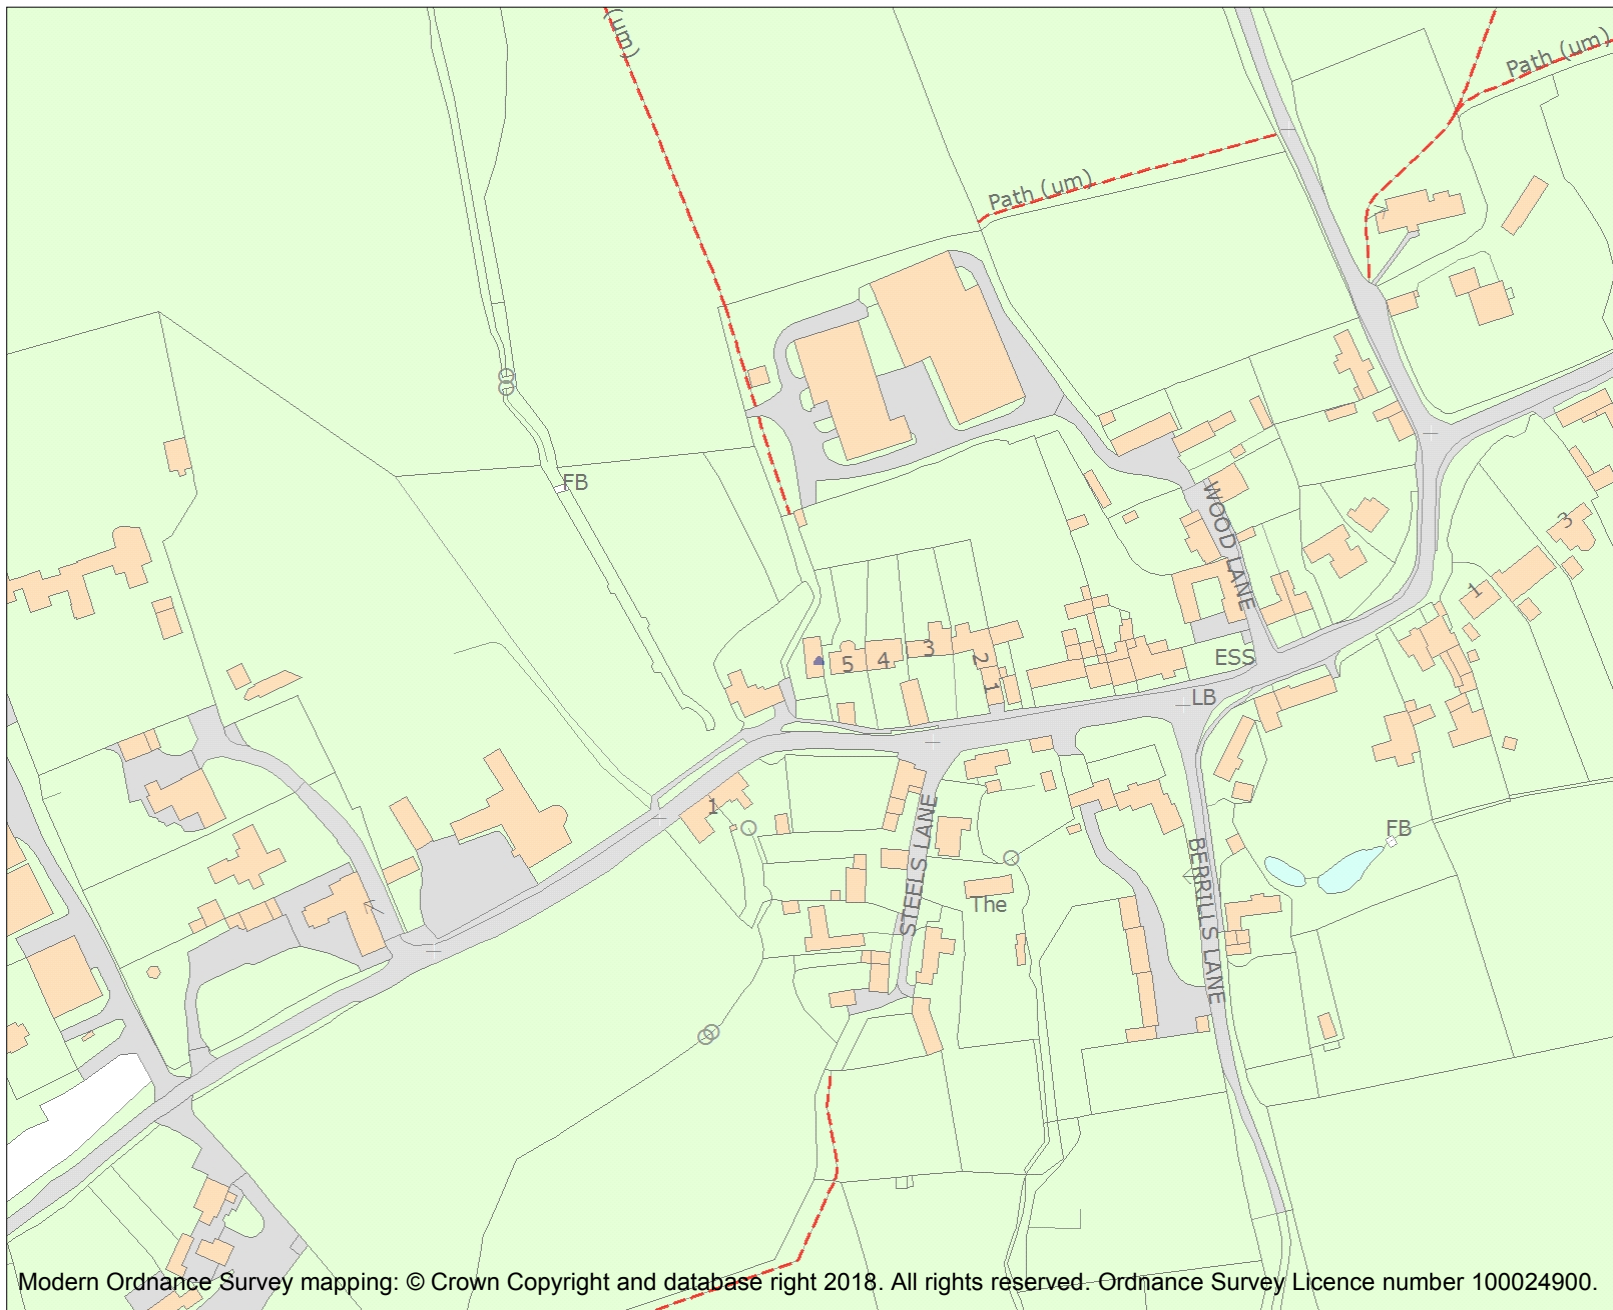 (um)
Path (um)
Path (um)
FB
WOOD LANE
3
1
5
4
3
2
1
ESS
LB
1
STEELS LANE
FB
BERRILLS LANE
The
Modern Ordnance Survey mapping: © Crown Copyright and database right 2018. All rights reserved. Ordnance Survey Licence number 100024900.